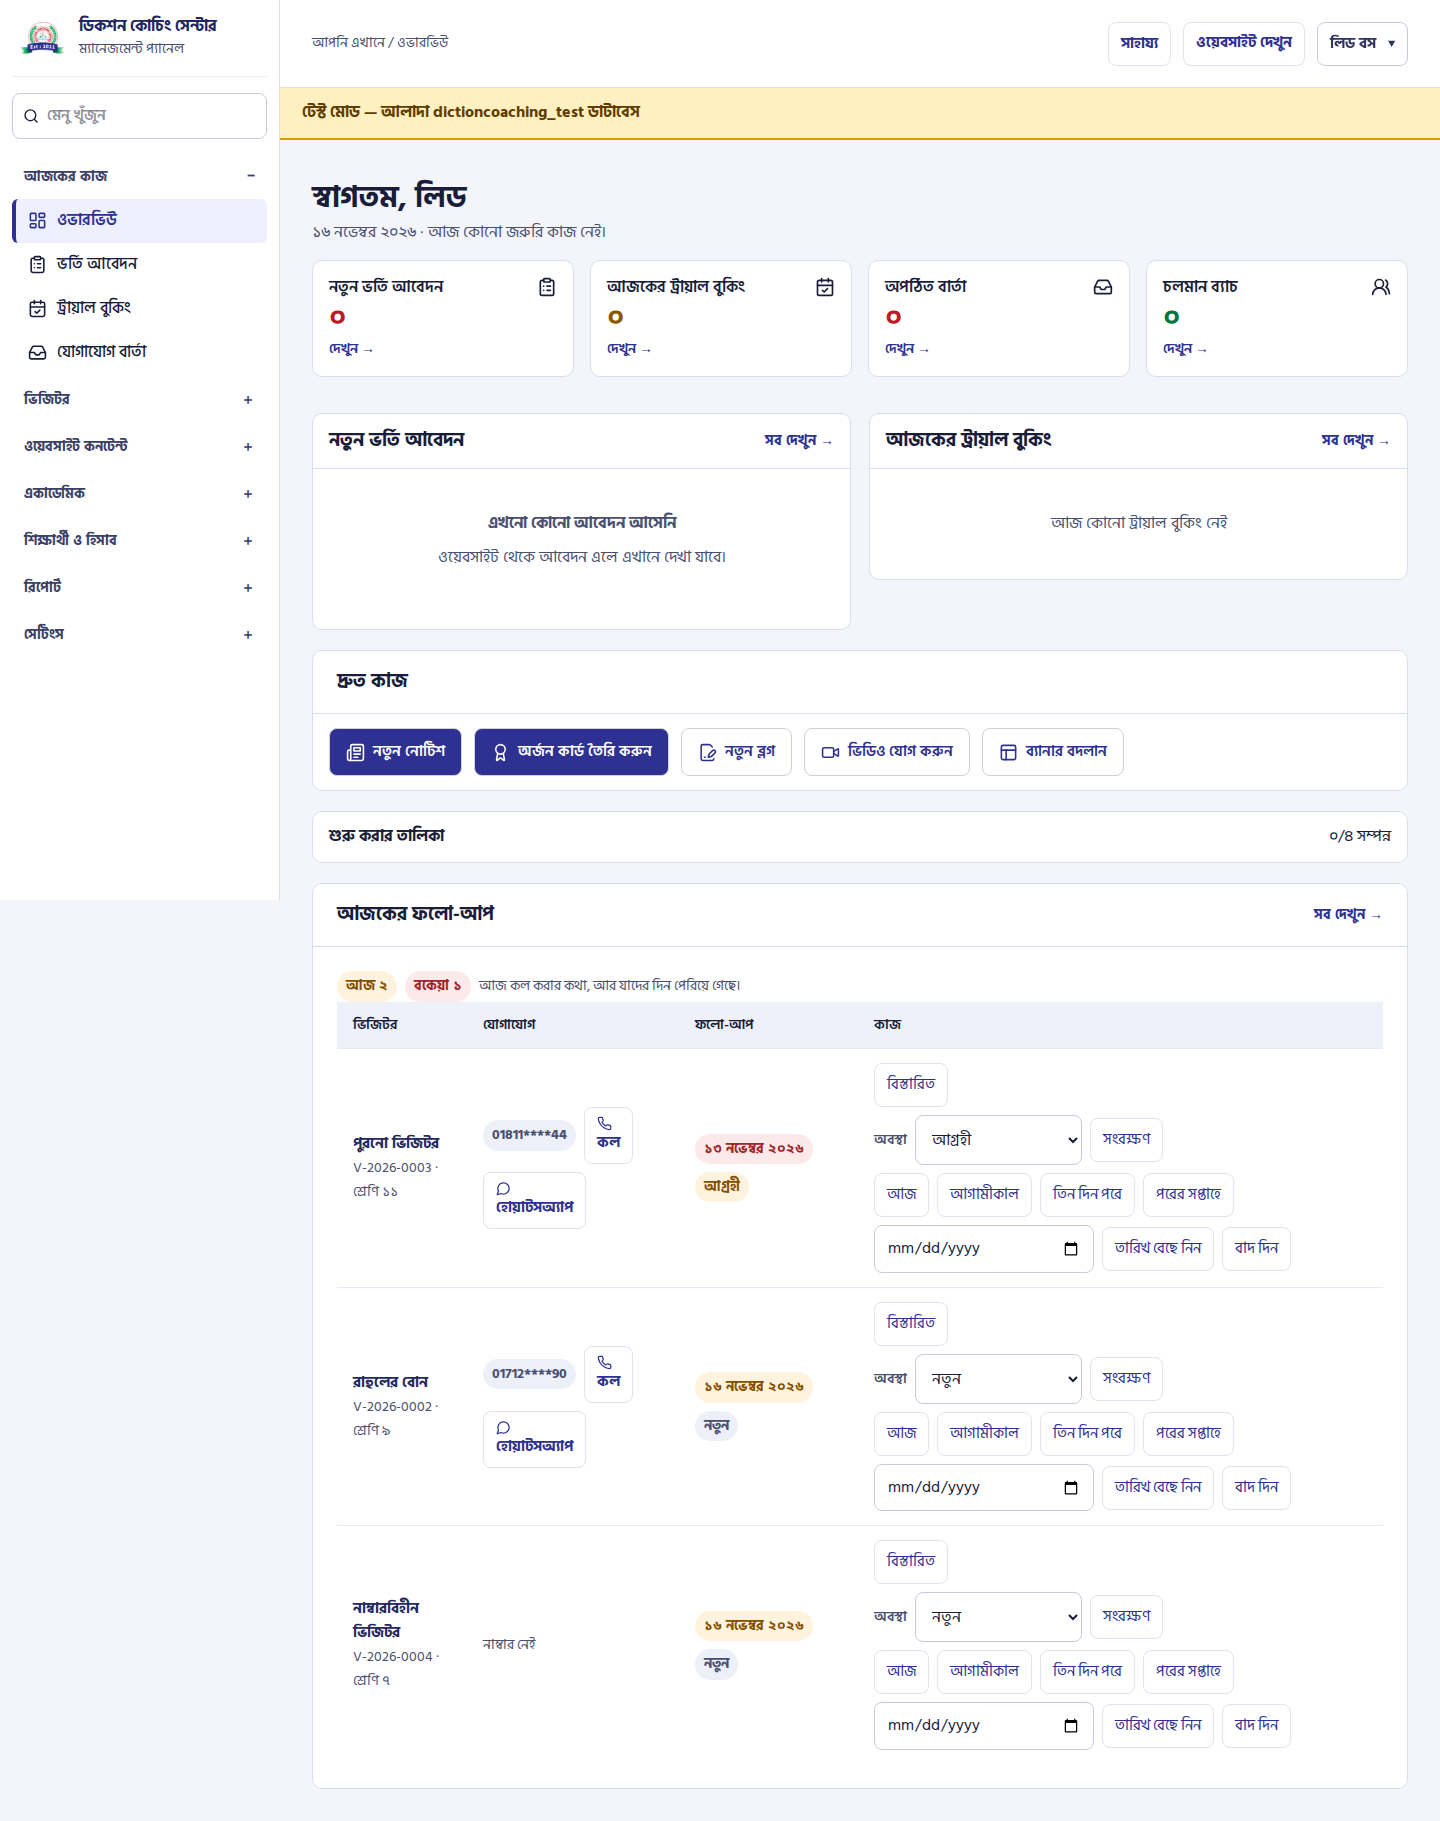 ডিকশন কোচিং সেন্টার
ম্যানেজমেন্ট প্যানেল
মেনু খুঁজুন
আজকের কাজ −
ওভারভিউ
ভর্তি আবেদন
ট্রায়াল বুকিং
যোগাযোগ বার্তা
ভিজিটর +
ওয়েবসাইট কনটেন্ট +
একাডেমিক +
শিক্ষার্থী ও হিসাব +
রিপোর্ট +
সেটিংস +
আপনি এখানে / ওভারভিউ
সাহায্য ওয়েবসাইট দেখুন লিড বস ▾
টেস্ট মোড — আলাদা dictioncoaching_test ডাটাবেস
স্বাগতম, লিড
১৬ নভেম্বর ২০২৬ · আজ কোনো জরুরি কাজ নেই।
নতুন ভর্তি আবেদন
০
দেখুন →
আজকের ট্রায়াল বুকিং
০
দেখুন →
অপঠিত বার্তা
০
দেখুন →
চলমান ব্যাচ
০
দেখুন →
নতুন ভর্তি আবেদন সব দেখুন →
এখনো কোনো আবেদন আসেনি
ওয়েবসাইট থেকে আবেদন এলে এখানে দেখা যাবে।
আজকের ট্রায়াল বুকিং সব দেখুন →
আজ কোনো ট্রায়াল বুকিং নেই
দ্রুত কাজ
নতুন নোটিশ অর্জন কার্ড তৈরি করুন নতুন ব্লগ ভিডিও যোগ করুন ব্যানার বদলান
শুরু করার তালিকা ০/৪ সম্পন্ন
আজকের ফলো-আপ সব দেখুন →
আজ ২ বকেয়া ১ আজ কল করার কথা, আর যাদের দিন পেরিয়ে গেছে।
ভিজিটর যোগাযোগ ফলো-আপ কাজ
পুরনো ভিজিটর
V-2026-0003 ·
শ্রেণি ১১
01811****44 কল
হোয়াটসঅ্যাপ
১৩ নভেম্বর ২০২৬
আগ্রহী
বিস্তারিত
অবস্থা আগ্রহী সংরক্ষণ
আজ আগামীকাল তিন দিন পরে পরের সপ্তাহে
mm/dd/yyyy তারিখ বেছে নিন বাদ দিন
রাহুলের বোন
V-2026-0002 ·
শ্রেণি ৯
01712****90 কল
হোয়াটসঅ্যাপ
১৬ নভেম্বর ২০২৬
নতুন
বিস্তারিত
অবস্থা নতুন সংরক্ষণ
আজ আগামীকাল তিন দিন পরে পরের সপ্তাহে
mm/dd/yyyy তারিখ বেছে নিন বাদ দিন
নাম্বারবিহীন
ভিজিটর
V-2026-0004 ·
শ্রেণি ৭
নাম্বার নেই
১৬ নভেম্বর ২০২৬
নতুন
বিস্তারিত
অবস্থা নতুন সংরক্ষণ
আজ আগামীকাল তিন দিন পরে পরের সপ্তাহে
mm/dd/yyyy তারিখ বেছে নিন বাদ দিন